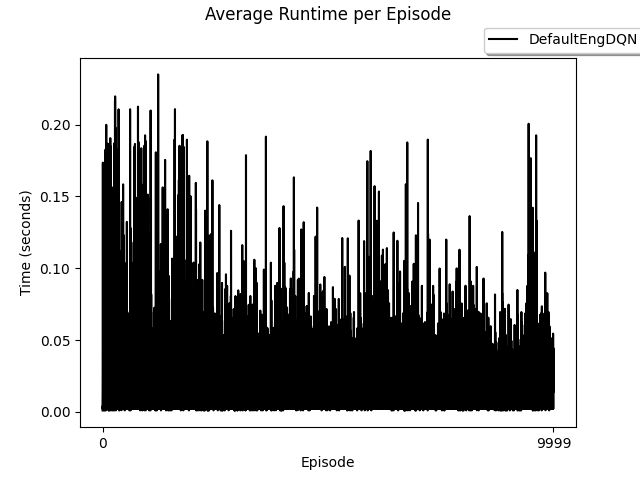 Average Runtime per Episode
DefaultEngDQN
0.20
0.15
0.10
0.05
0.00
Time (seconds)
0
9999
Episode